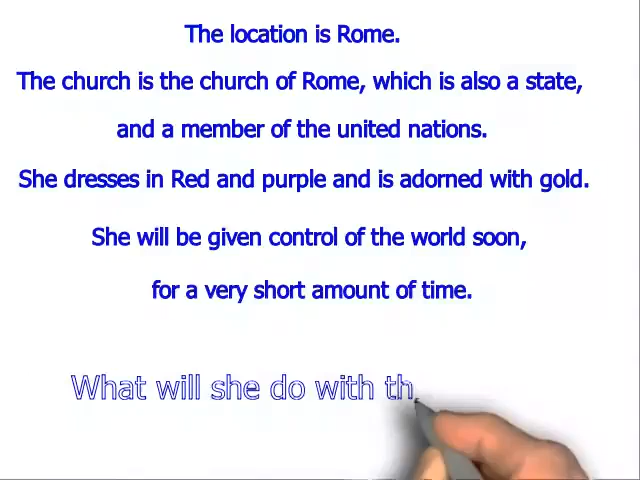 The location is Rome.
The church is the church of Rome, which is also a state,
and a member of the united nations.
She dresses in Red and purple and is adorned with gold.
She will be given control of the world soon,
for a very short amount of time.
What will she do with th